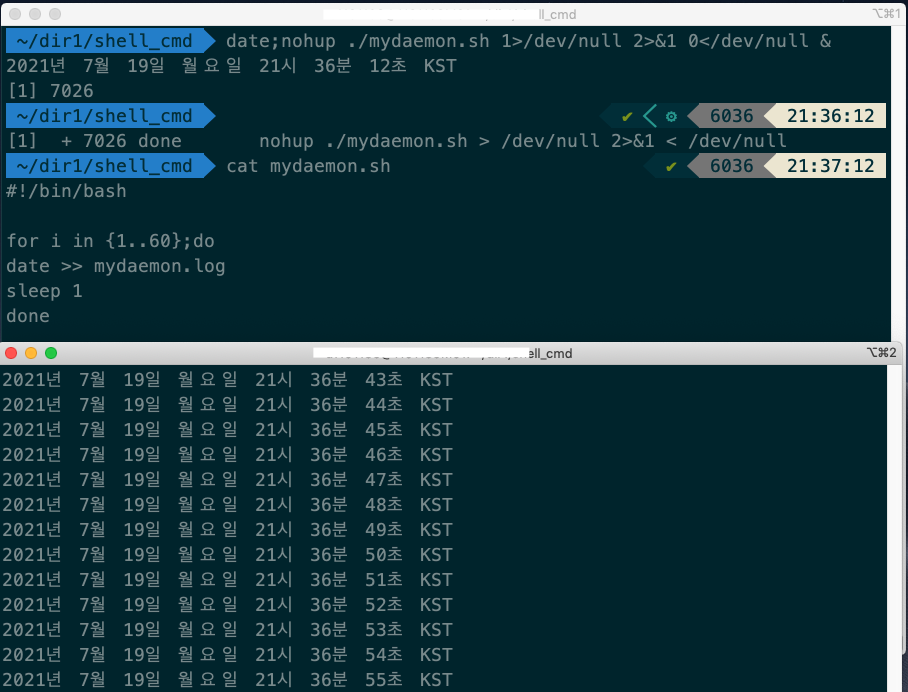 ll_cmd ⌥⌘1
~/dir1/shell_cmd date;nohup ./mydaemon.sh 1>/dev/null 2>&1 0</dev/null &
2021년 7월 19일 월요일 21시 36분 12초 KST
[1] 7026
~/dir1/shell_cmd ✔ ⚙ 6036 21:36:12
[1] + 7026 done nohup ./mydaemon.sh > /dev/null 2>&1 < /dev/null
~/dir1/shell_cmd cat mydaemon.sh ✔ 6036 21:37:12
#!/bin/bash
for i in {1..60};do
date >> mydaemon.log
sleep 1
done
ell_cmd ⌥⌘2
2021년 7월 19일 월요일 21시 36분 43초 KST
2021년 7월 19일 월요일 21시 36분 44초 KST
2021년 7월 19일 월요일 21시 36분 45초 KST
2021년 7월 19일 월요일 21시 36분 46초 KST
2021년 7월 19일 월요일 21시 36분 47초 KST
2021년 7월 19일 월요일 21시 36분 48초 KST
2021년 7월 19일 월요일 21시 36분 49초 KST
2021년 7월 19일 월요일 21시 36분 50초 KST
2021년 7월 19일 월요일 21시 36분 51초 KST
2021년 7월 19일 월요일 21시 36분 52초 KST
2021년 7월 19일 월요일 21시 36분 53초 KST
2021년 7월 19일 월요일 21시 36분 54초 KST
2021년 7월 19일 월요일 21시 36분 55초 KST